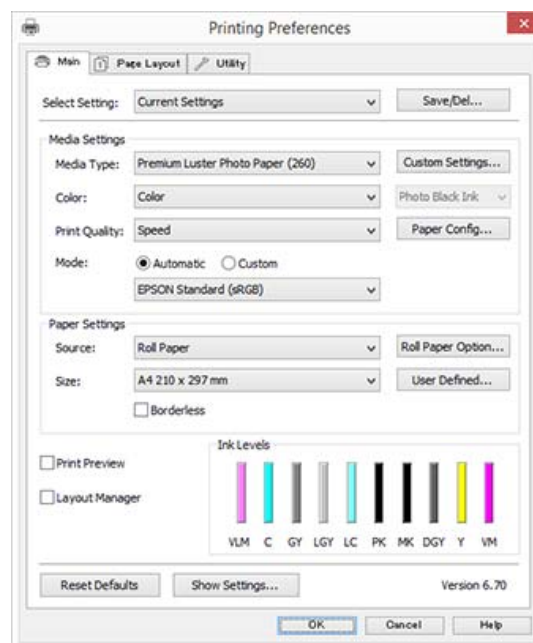 Printing Preferences
Main Page Layout Utility
Select Setting: Current Settings Save/Del...
Media Settings
Media Type: Premium Luster Photo Paper (260) Custom Settings...
Color: Color Photo Black Ink
Print Quality: Speed Paper Config...
Mode: Automatic Custom
EPSON Standard (sRGB)
Paper Settings
Source: Roll Paper Roll Paper Option...
Size: A4 210 x 297 mm User Defined...
Borderless
Ink Levels
Print Preview
Layout Manager
VLM C GY LGY LC PK MK DGY Y VM
Reset Defaults Show Settings... Version 6.70
OK Cancel Help